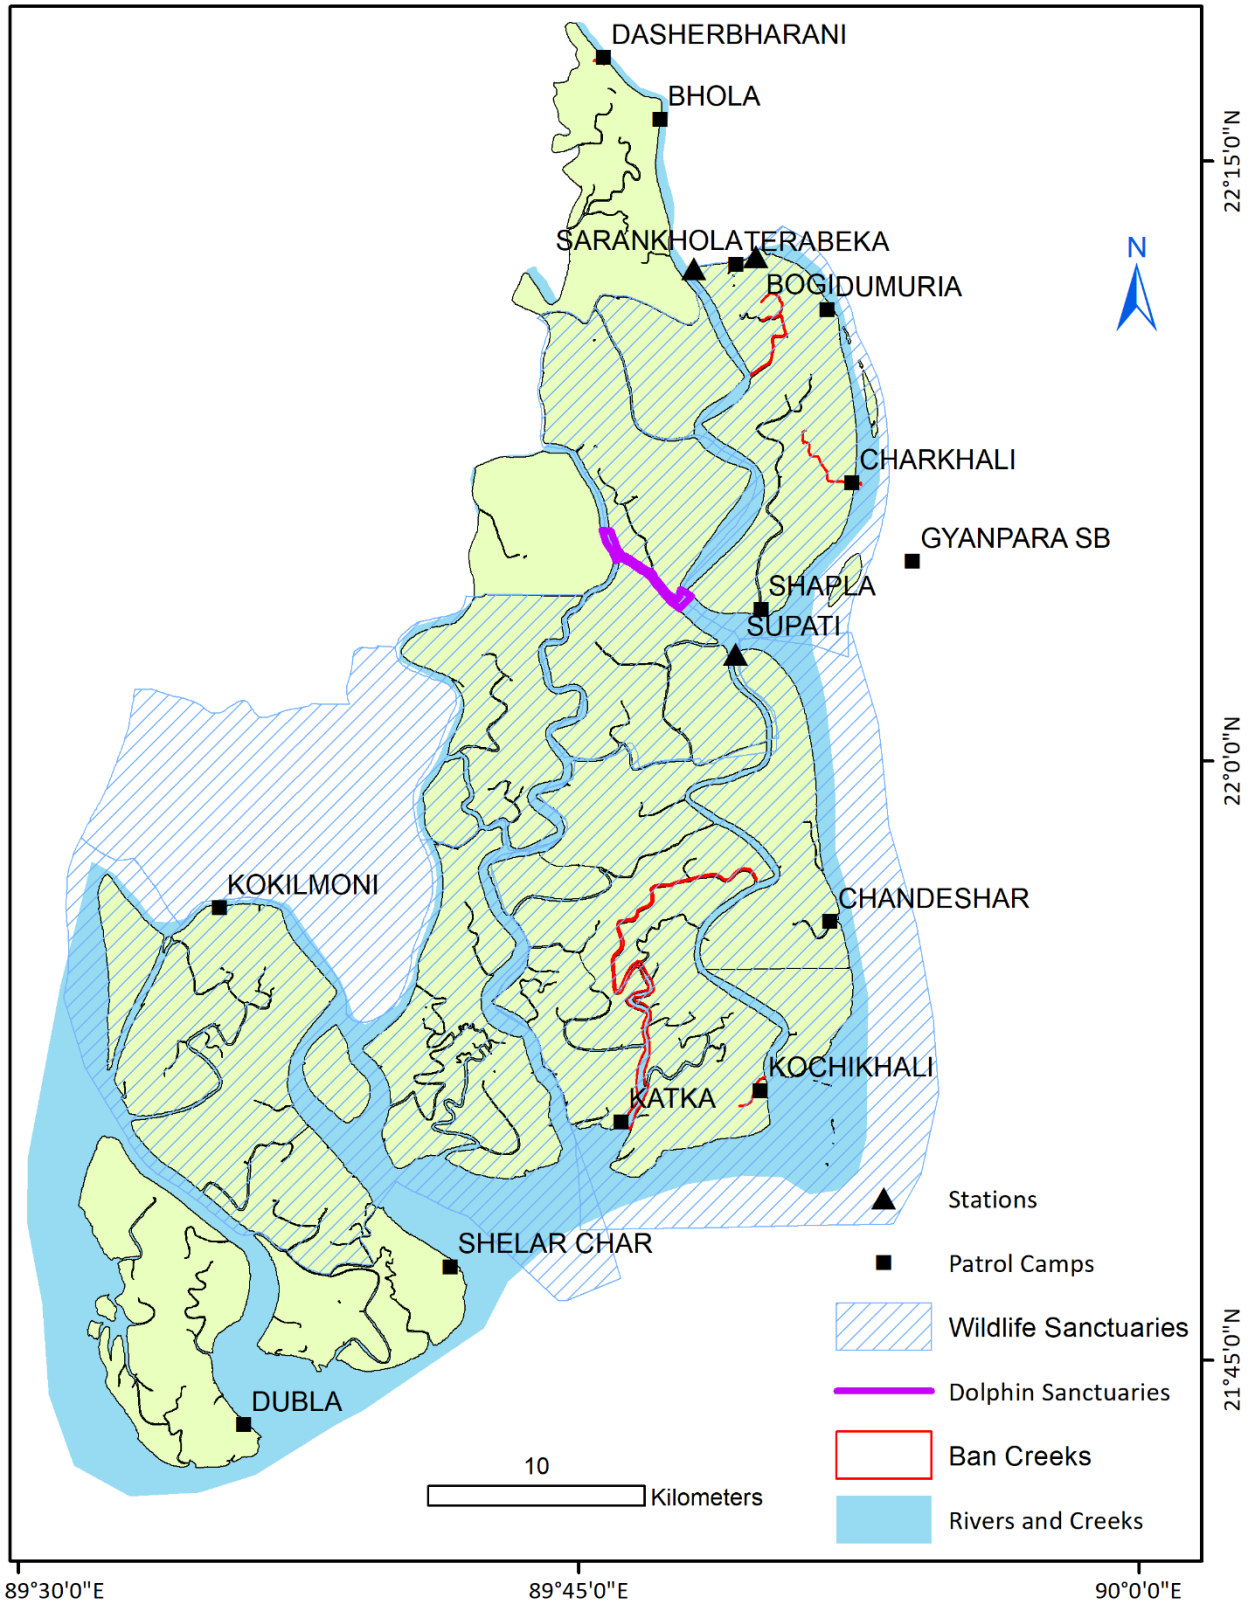 DASHERBHARANI
BHOLA
22°15'0"N
SARANKHOLA
TERABEKA
N
BOGI
DUMURIA
CHARKHALI
GYANPARA SB
SHAPLA
SUPATI
22°0'0"N
KOKILMONI
CHANDESHAR
KOCHIKHALI
KATKA
Stations
SHELAR CHAR
Patrol Camps
Wildlife Sanctuaries
21°45'0"N
Dolphin Sanctuaries
DUBLA
Ban Creeks
10
Kilometers
Rivers and Creeks
89°30'0"E
89°45'0"E
90°0'0"E